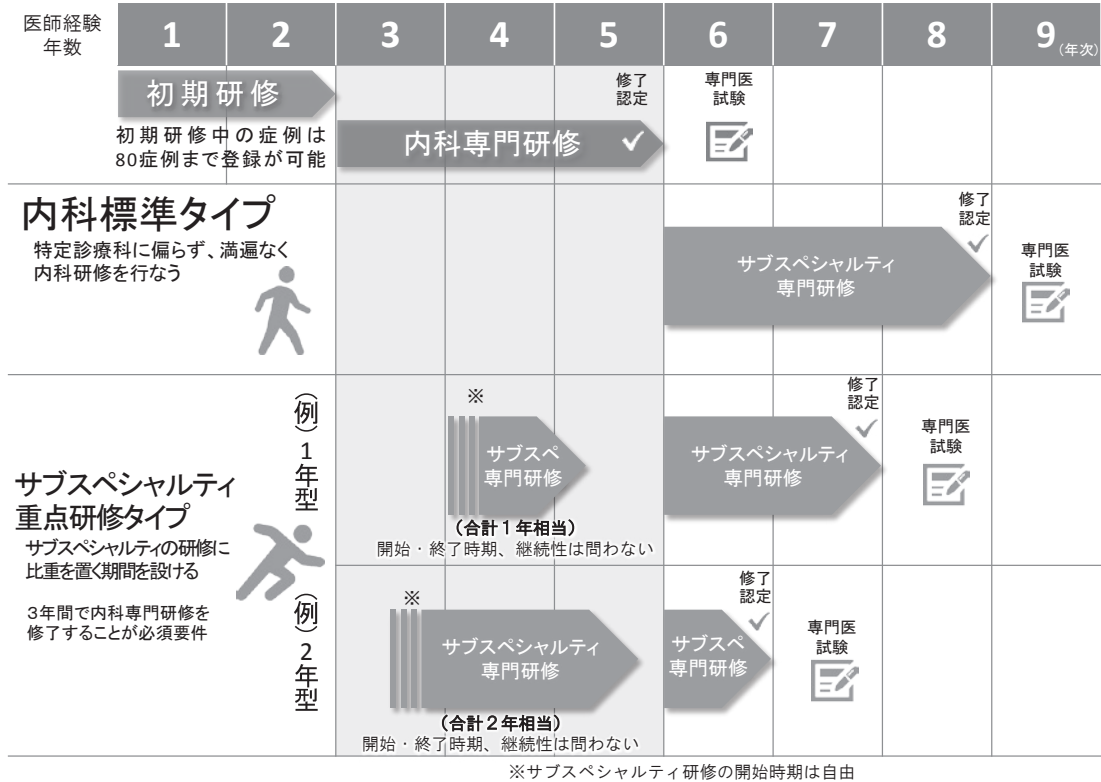 医師経験
年数
1
2
3
4
5
6
7
8
9(年次)
初期研修
初期研修中の症例は
80症例まで登録が可能
修了
認定
内科専門研修
専門医
試験
内科標準タイプ
特定診療科に偏らず、満遍なく
内科研修を行なう
サブスペシャルティ
専門研修
修了
認定
専門医
試験
サブスペシャルティ
重点研修タイプ
サブスペシャルティの研修に
比重を置く期間を設ける
3年間で内科専門研修を
修了することが必須要件
(例)1年型
※
サブスペ
専門研修
(合計1年相当)
開始・終了時期、継続性は問わない
サブスペシャルティ
専門研修
修了
認定
専門医
試験
(例)2年型
※
サブスペシャルティ
専門研修
(合計2年相当)
開始・終了時期、継続性は問わない
サブスペ
専門研修
修了
認定
専門医
試験
※サブスペシャルティ研修の開始時期は自由